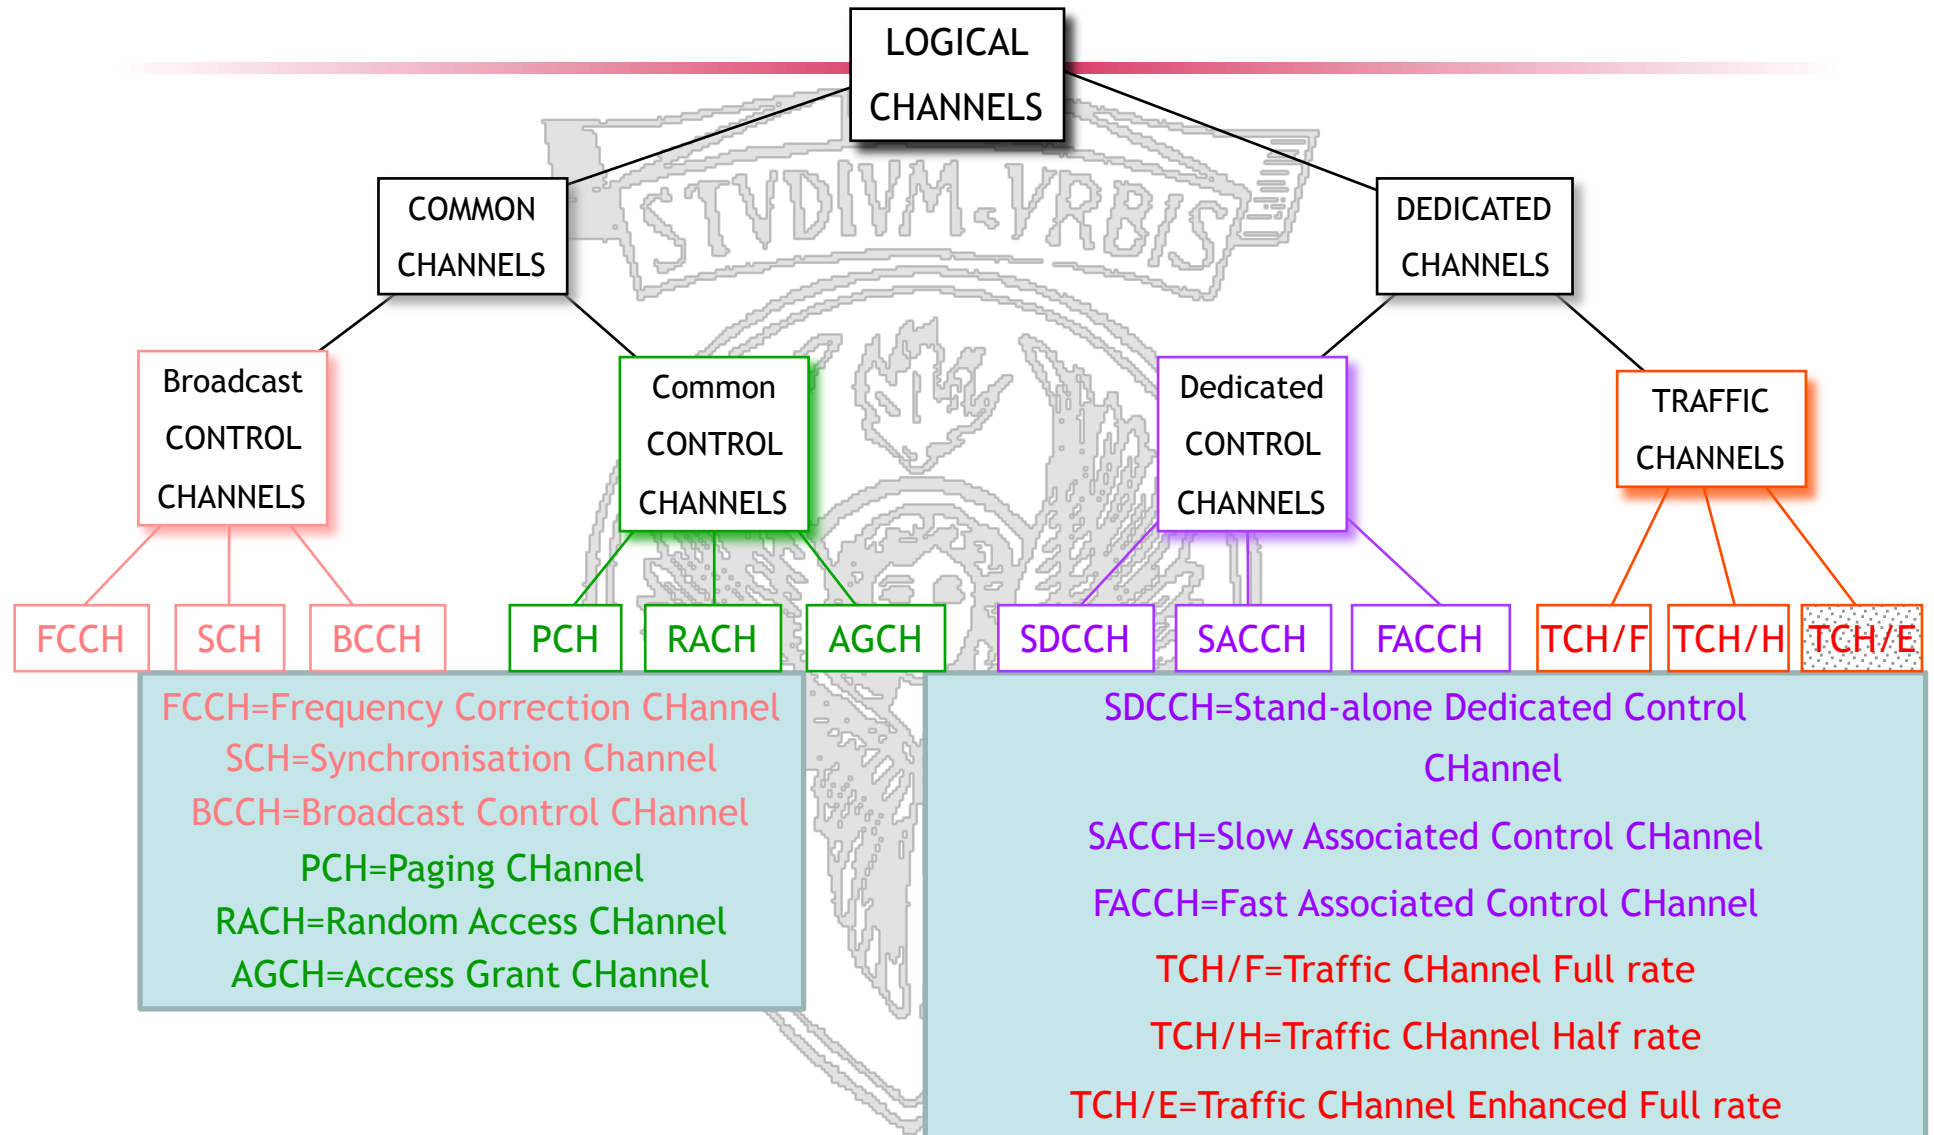 LOGICAL
CHANNELS
STVDIVM VRBIS
COMMON
CHANNELS
DEDICATED
CHANNELS
Broadcast
CONTROL
CHANNELS
Common
CONTROL
CHANNELS
Dedicated
CONTROL
CHANNELS
TRAFFIC
CHANNELS
FCCH
SCH
BCCH
PCH
RACH
AGCH
SDCCH
SACCH
FACCH
TCH/F
TCH/H
TCH/E
FCCH=Frequency Correction CHannel
SCH=Synchronisation Channel
BCCH=Broadcast Control CHannel
PCH=Paging CHannel
RACH=Random Access CHannel
AGCH=Access Grant CHannel
SDCCH=Stand-alone Dedicated Control
CHannel
SACCH=Slow Associated Control CHannel
FACCH=Fast Associated Control CHannel
TCH/F=Traffic CHannel Full rate
TCH/H=Traffic CHannel Half rate
TCH/E=Traffic CHannel Enhanced Full rate